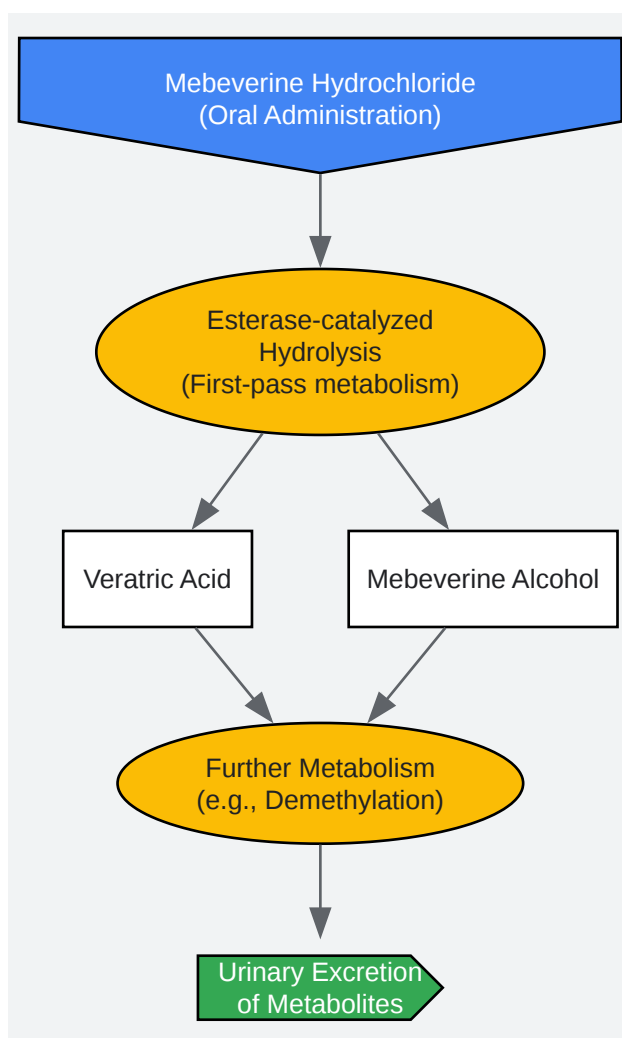 Mebeverine Hydrochloride
(Oral Administration)
Esterase-catalyzed
Hydrolysis
(First-pass metabolism)
Veratric Acid
Mebeverine Alcohol
Further Metabolism
(e.g., Demethylation)
Urinary Excretion
of Metabolites